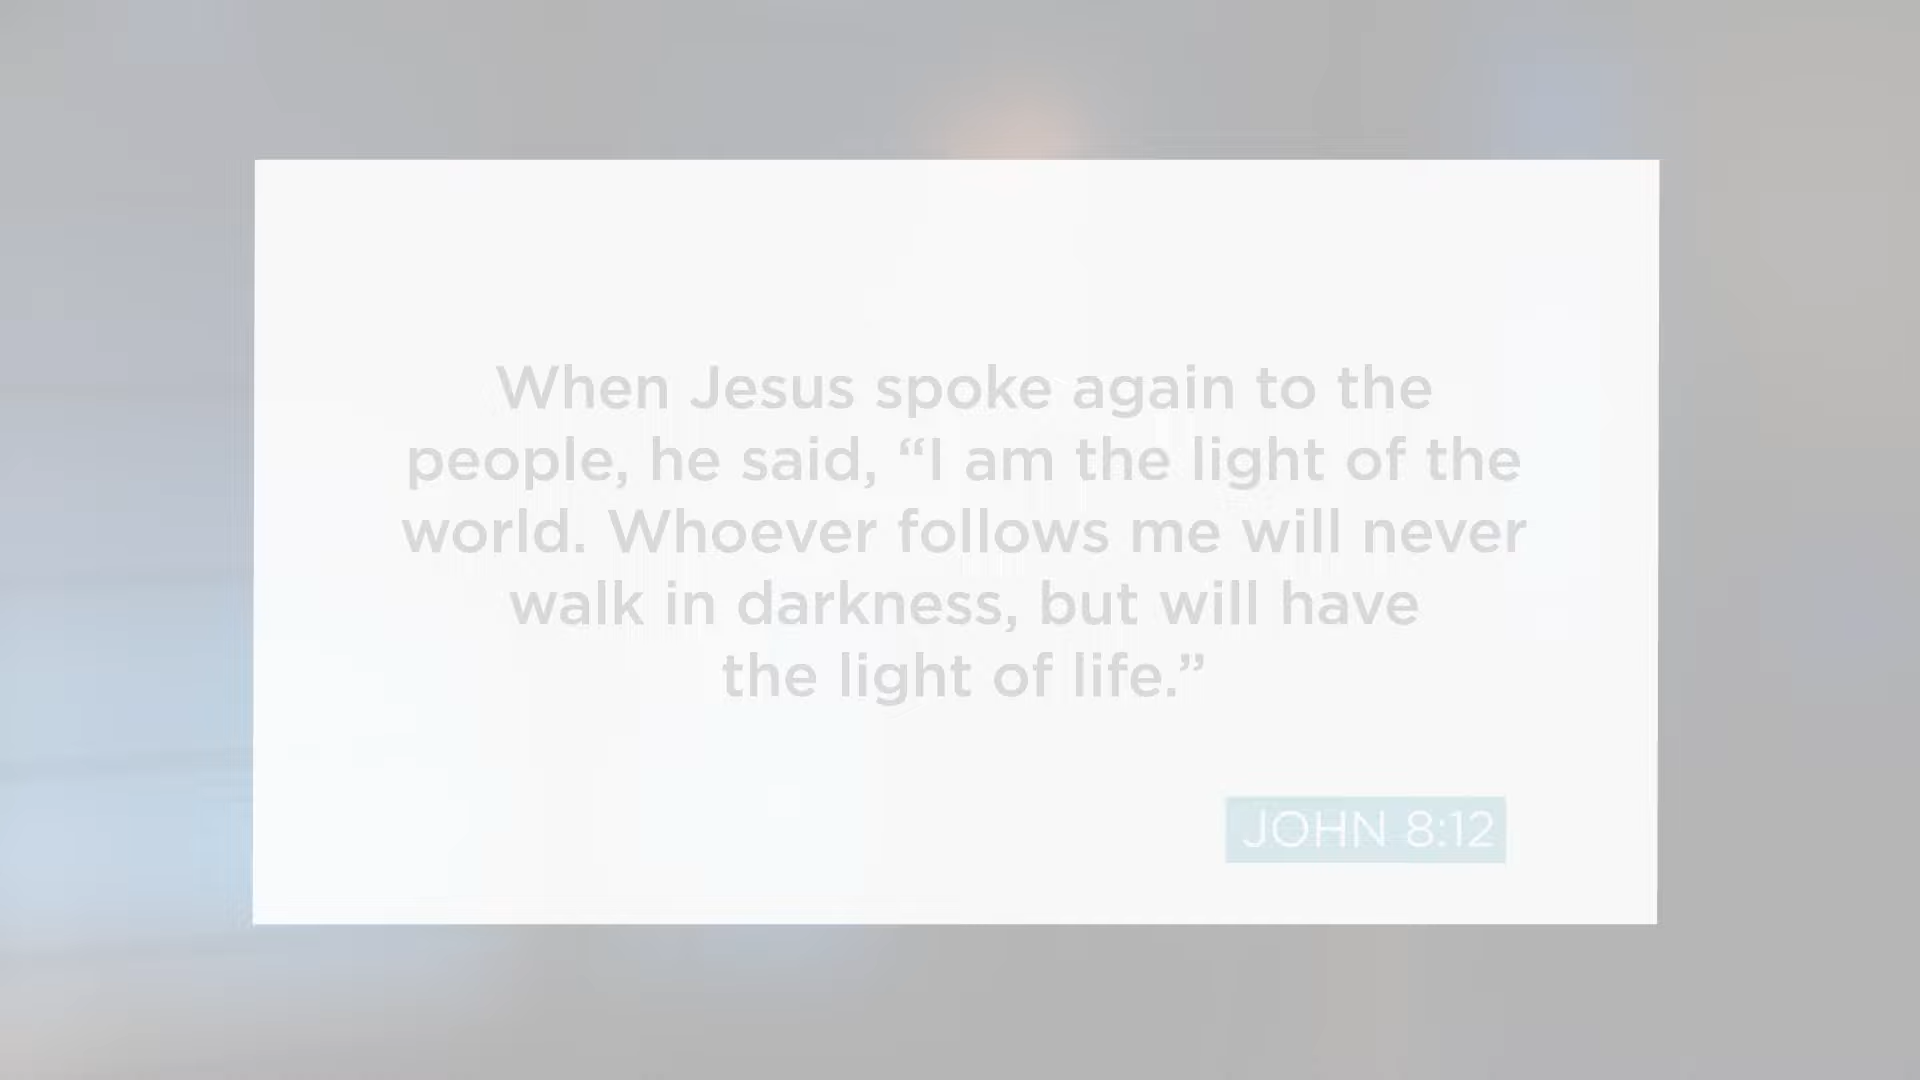 When Jesus spoke again to the
people, he said, “I am the light of the
world. Whoever follows me will never
walk in darkness, but will have
the light of life.”
JOHN 8:12